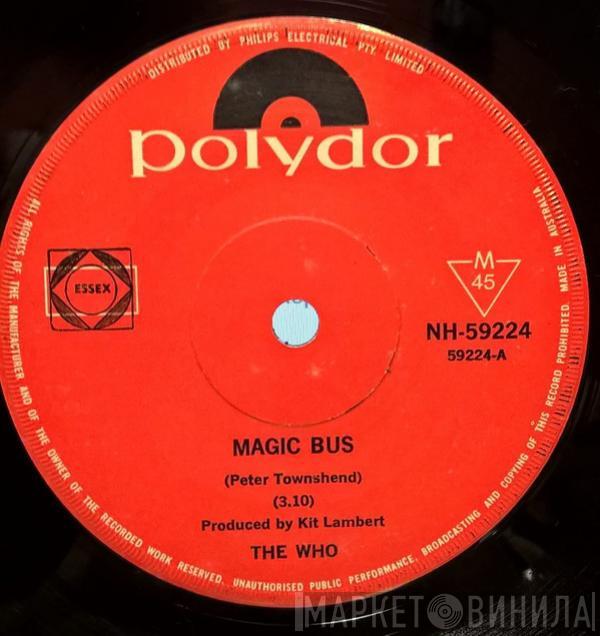 DISTRIBUTED BY PHILIPS ELECTRICAL PTY. LIMITED
polydor
ESSEX
M
45
NH-59224
59224-A
MAGIC BUS
(Peter Townshend)
(3.10)
Produced by Kit Lambert
THE WHO
ALL RIGHTS OF THE MANUFACTURER AND OF THE OWNER OF THE RECORDED WORK RESERVED. UNAUTHORISED PUBLIC PERFORMANCE, BROADCASTING AND COPYING OF THIS RECORD PROHIBITED. MADE IN AUSTRALIA
МАРКЕТ ВИНИЛА